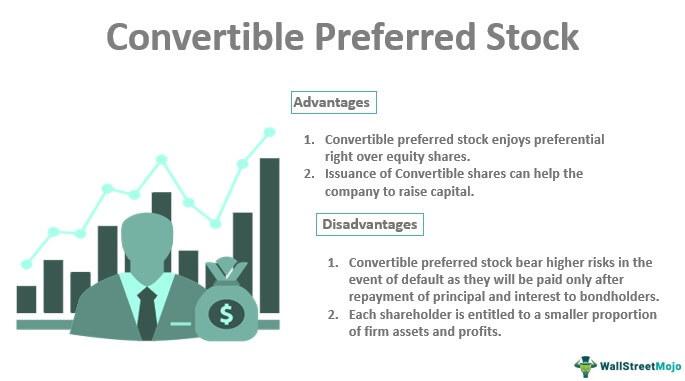 Convertible Preferred Stock
Advantages
1. Convertible preferred stock enjoys preferential
right over equity shares.
2. Issuance of Convertible shares can help the
company to raise capital.
Disadvantages
1. Convertible preferred stock bear higher risks in the
event of default as they will be paid only after
repayment of principal and interest to bondholders.
2. Each shareholder is entitled to a smaller proportion
of firm assets and profits.
$
WallStreetMojo